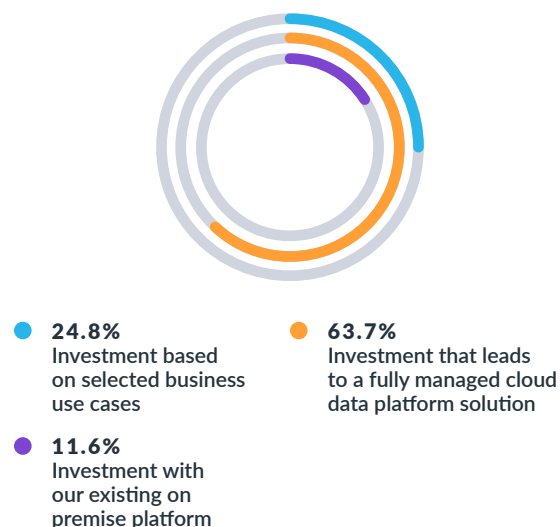 24.8%
Investment based
on selected business
use cases
63.7%
Investment that leads
to a fully managed cloud
data platform solution
11.6%
Investment with
our existing on
premise platform